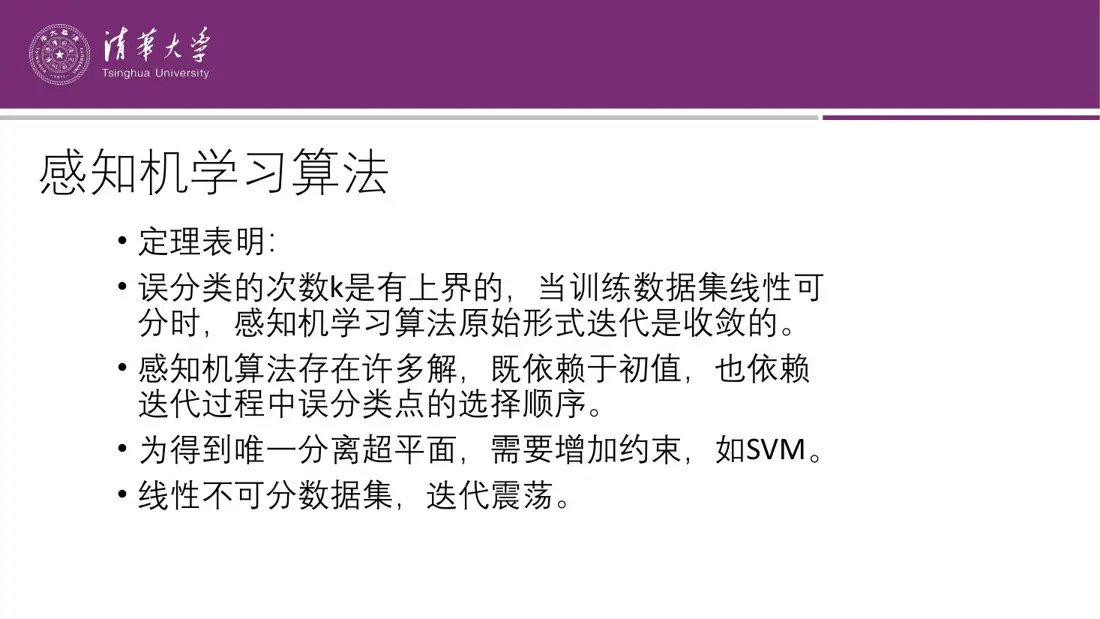 清华大学
Tsinghua University
感知机学习算法
• 定理表明：
• 误分类的次数k是有上界的，当训练数据集线性可
分时，感知机学习算法原始形式迭代是收敛的。
• 感知机算法存在许多解，既依赖于初值，也依赖
迭代过程中误分类点的选择顺序。
• 为得到唯一分离超平面，需要增加约束，如SVM。
• 线性不可分数据集，迭代震荡。